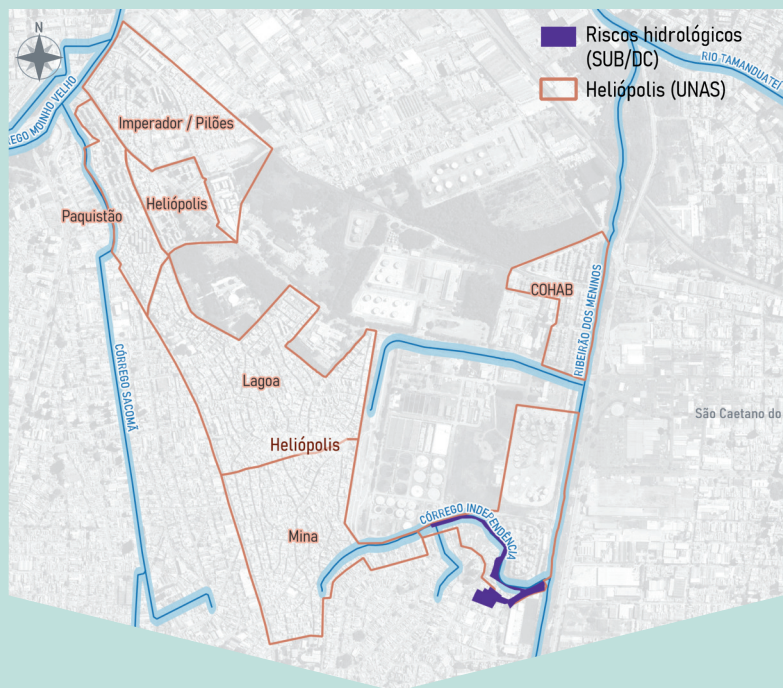 N
Riscos hidrológicos
(SUB/DC)
Heliópolis (UNAS)
RIO TAMANDUATEÍ
EGO MOINHO VELHO
Imperador / Pilões
Heliópolis
Paquistão
COHAB
RIBEIRÃO DOS MENINOS
CÓRREGO SACOMÃ
Lagoa
São Caetano do
Heliópolis
Mina
CÓRREGO INDEPENDÊNCIA